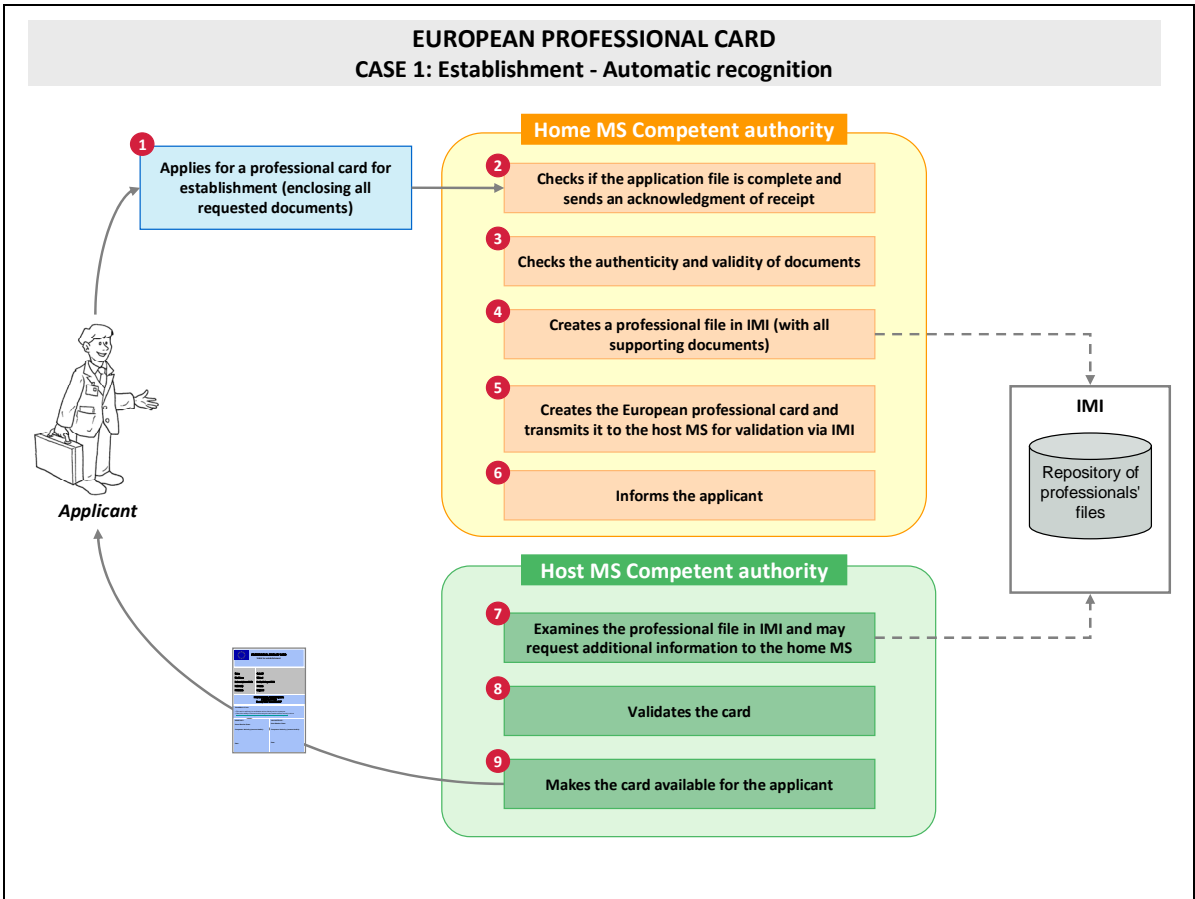 EUROPEAN PROFESSIONAL CARD
CASE 1: Establishment - Automatic recognition
1
Applies for a professional card for
establishment (enclosing all
requested documents)
Home MS Competent authority
2
Checks if the application file is complete and
sends an acknowledgment of receipt
3
Checks the authenticity and validity of documents
4
Creates a professional file in IMI (with all
supporting documents)
5
Creates the European professional card and
transmits it to the host MS for validation via IMI
6
Informs the applicant
Applicant
IMI
Repository of
professionals'
files
Host MS Competent authority
7
Examines the professional file in IMI and may
request additional information to the home MS
8
Validates the card
9
Makes the card available for the applicant